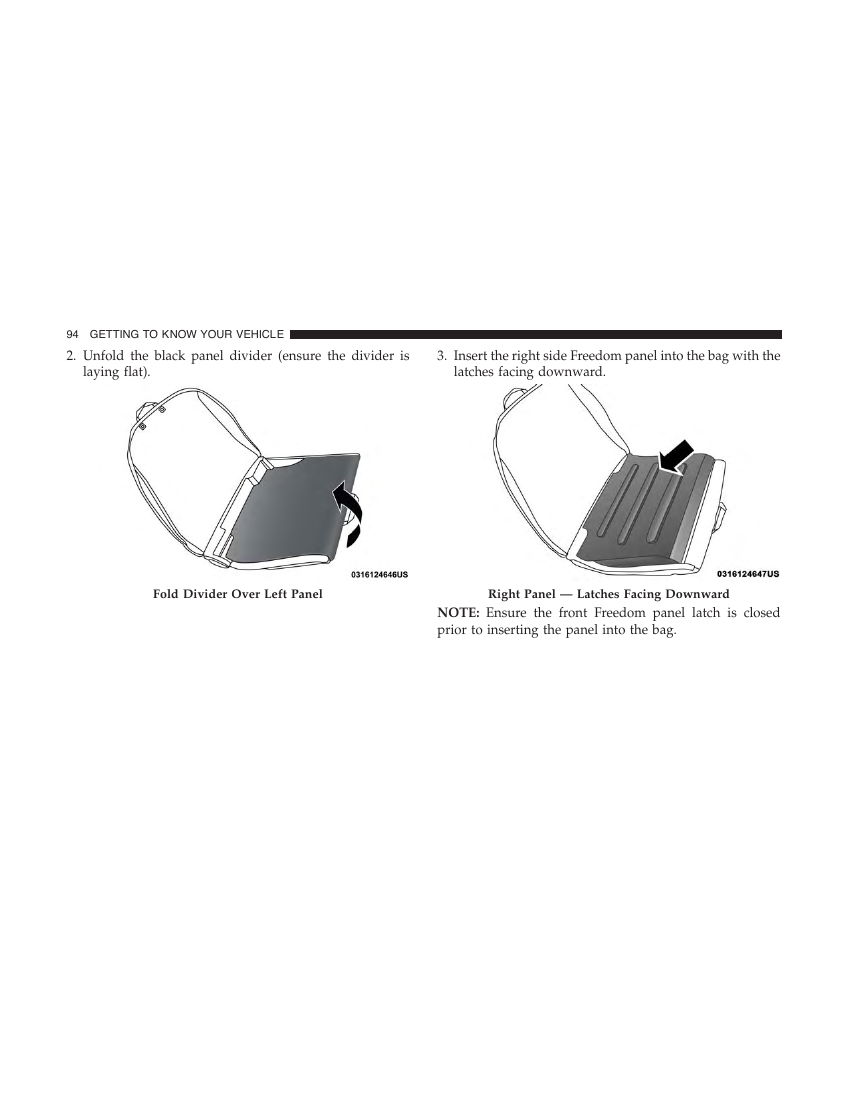 94 GETTING TO KNOW YOUR VEHICLE
2. Unfold the black panel divider (ensure the divider is
laying flat).
0316124646US
Fold Divider Over Left Panel
3. Insert the right side Freedom panel into the bag with the
latches facing downward.
0316124647US
Right Panel — Latches Facing Downward
NOTE: Ensure the front Freedom panel latch is closed
prior to inserting the panel into the bag.